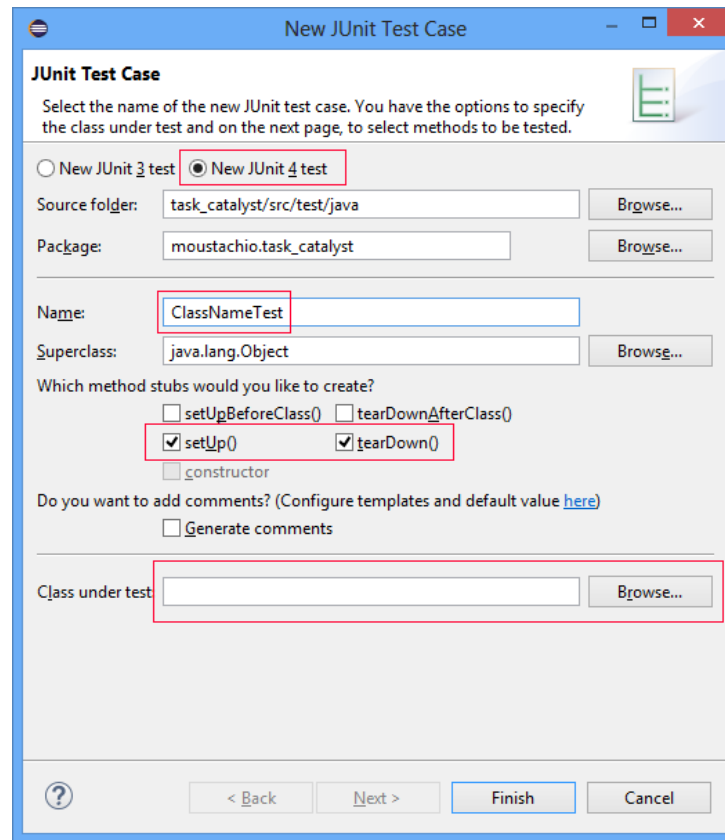 New JUnit Test Case
JUnit Test Case
Select the name of the new JUnit test case. You have the options to specify
the class under test and on the next page, to select methods to be tested.
New JUnit 3 test New JUnit 4 test
Source folder: task_catalyst/src/test/java Browse...
Package: moustachio.task_catalyst Browse...
Name: ClassNameTest
Superclass: java.lang.Object Browse...
Which method stubs would you like to create?
setUpBeforeClass() tearDownAfterClass()
setUp() tearDown()
constructor
Do you want to add comments? (Configure templates and default value here)
Generate comments
Class under test: Browse...
? < Back Next > Finish Cancel